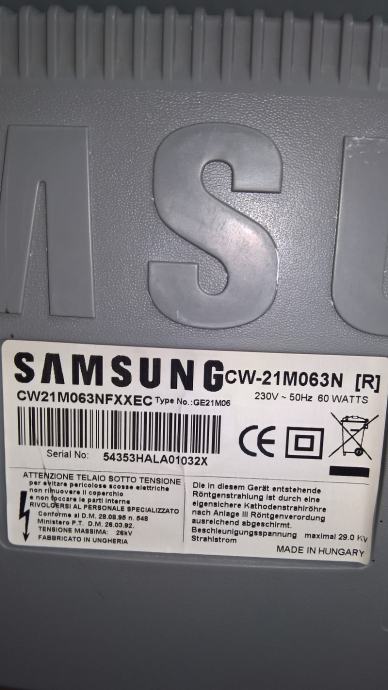 MSU
SAMSUNG CW-21M063N [R]
CW21M063NFXXEC Type No.:GE21M06 230V ~ 50Hz 60 WATTS
Serial No: 54353HALA01032X
CE
ATTENZIONE TELAIO SOTTO TENSIONE
per evitare pericolose scosse elettriche
non rimuovere il coperchio
e non toccare le parti interne
RIVOLGERSI AL PERSONALE SPECIALIZZATO
Conforme al D.M. 28.08.95 n. 548
Ministero P.T. D.M. 26.03.92.
TENSIONE MASSIMA: 26kV
FABBRICATO IN UNGHERIA
Die in diesem Gerät entstehende
Röntgenstrahlung ist durch eine
eigensichere Kathodenstrahlröhre
nach Anlage III Röntgenverordung
ausreichend abgeschirmt.
Beschleunigungsspannung maximal 29.0 KV
Strahlstrom
MADE IN HUNGARY